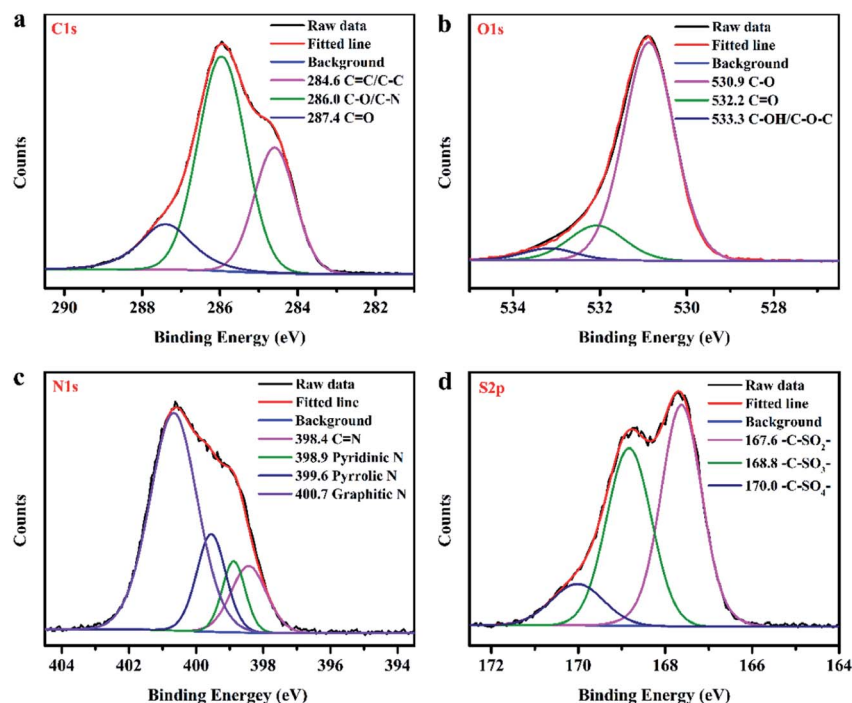 a
C1s
Raw data
Fitted line
Background
284.6 C=C/C-C
286.0 C-O/C-N
287.4 C=O
Counts
290 288 286 284 282
Binding Energy (eV)
b
O1s
Raw data
Fitted line
Background
530.9 C-O
532.2 C=O
533.3 C-OH/C-O-C
Counts
534 532 530 528
Binding Energy (eV)
c
N1s
Raw data
Fitted line
Background
398.4 C=N
398.9 Pyridinic N
399.6 Pyrrolic N
400.7 Graphitic N
Counts
404 402 400 398 396 394
Binding Energey (eV)
d
S2p
Raw data
Fitted line
Background
167.6 -C-SO₂-
168.8 -C-SO₃-
170.0 -C-SO₄-
Counts
172 170 168 166 164
Binding Energy (eV)